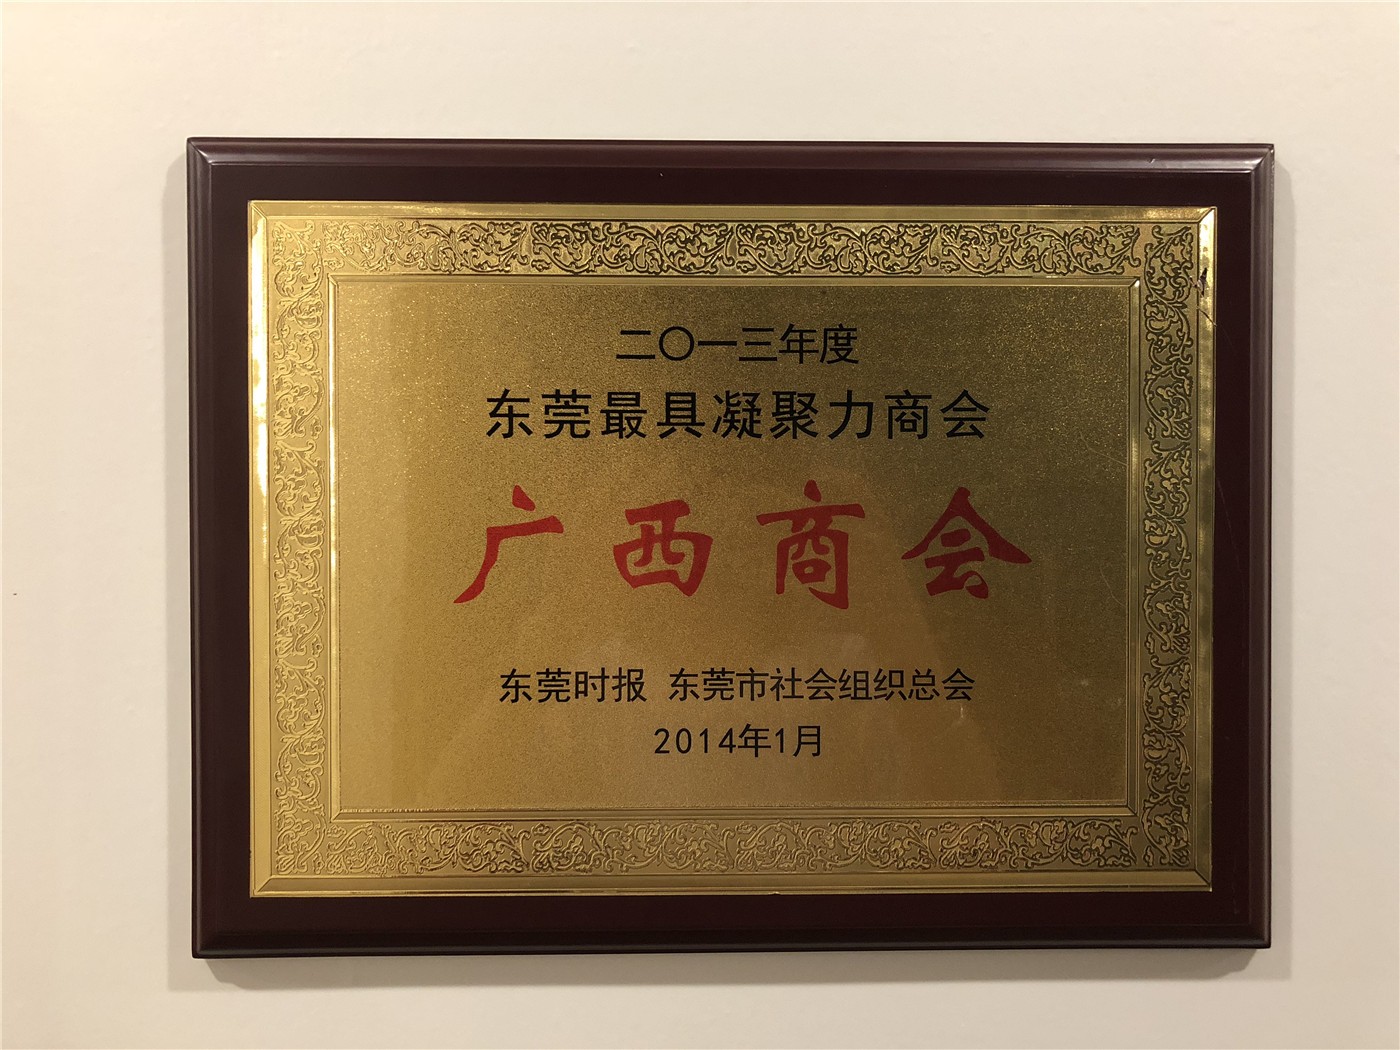 二〇一三年度
东莞最具凝聚力商会
广西商会
东莞时报 东莞市社会组织总会
2014年1月